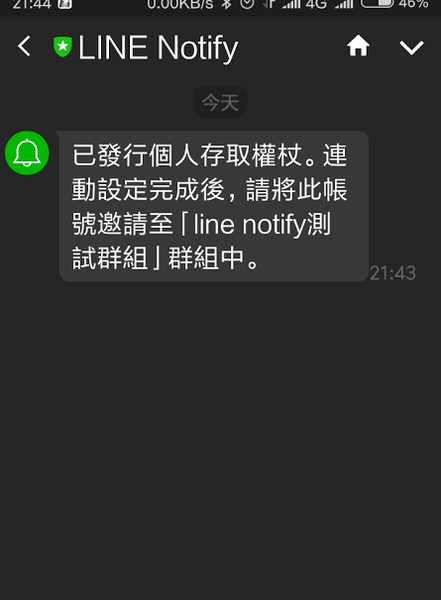 21:44 0.00KB/s 4G 46%
LINE Notify
今天
已發行個人存取權杖。連
動設定完成後，請將此帳
號邀請至「line notify測
試群組」群組中。
21:43